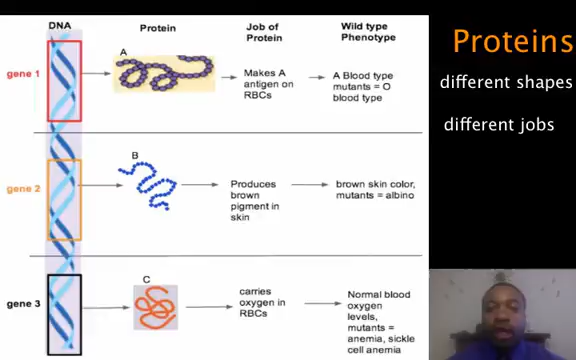 DNA
Protein
Job of
Protein
Wild type
Phenotype
Proteins
different shapes
different jobs
gene 1
A
Makes A
antigen on
RBCs
A Blood type
mutants = O
blood type
gene 2
B
Produces
brown
pigment in
skin
brown skin color,
mutants = albino
gene 3
C
carries
oxygen in
RBCs
Normal blood
oxygen
levels,
mutants =
anemia, sickle
cell anemia